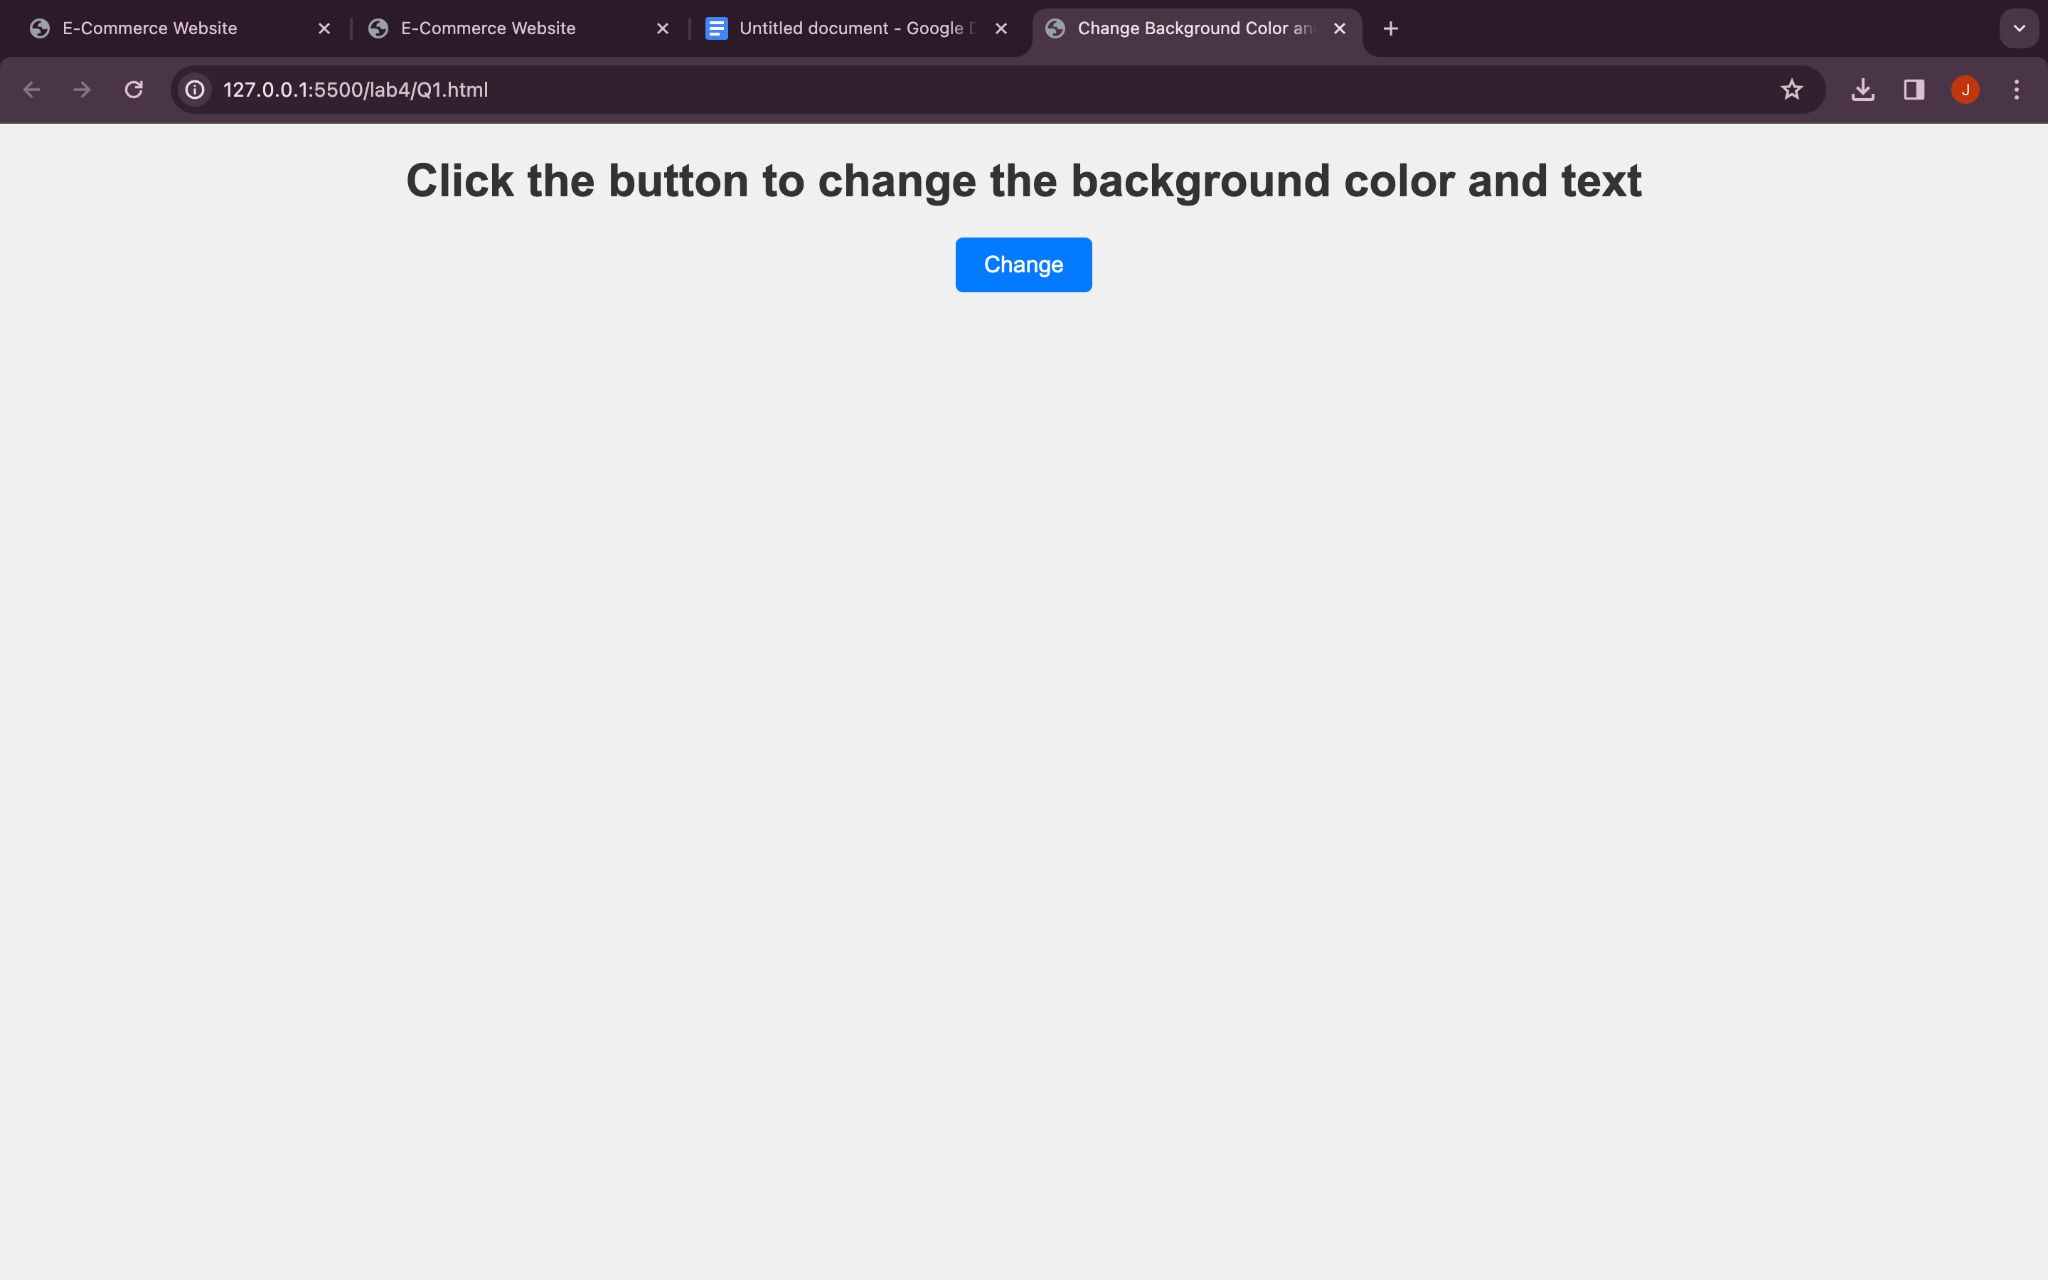 E-Commerce Website
E-Commerce Website
Untitled document - Google
Change Background Color
127.0.0.1:5500/lab4/Q1.html
J
Click the button to change the background color and text
Change